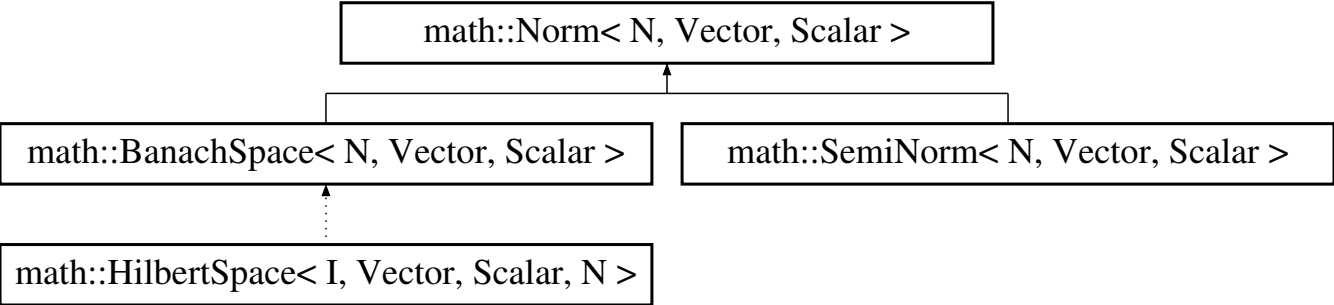 math::Norm< N, Vector, Scalar >
math::BanachSpace< N, Vector, Scalar >
math::SemiNorm< N, Vector, Scalar >
math::HilbertSpace< I, Vector, Scalar, N >